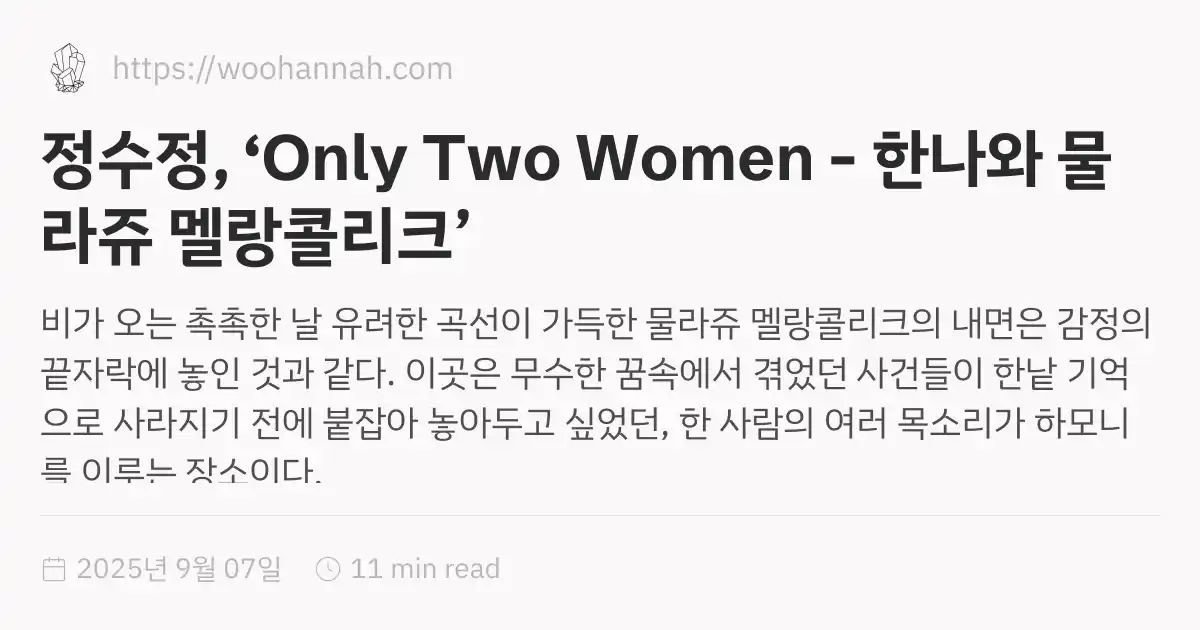 https://woohannah.com
정수정, ‘Only Two Women - 한나와 물
라쥬 멜랑콜리크’
비가 오는 촉촉한 날 유려한 곡선이 가득한 물라쥬 멜랑콜리크의 내면은 감정의
끝자락에 놓인 것과 같다. 이곳은 무수한 꿈속에서 겪었던 사건들이 한낱 기억
으로 사라지기 전에 붙잡아 놓아두고 싶었던, 한 사람의 여러 목소리가 하모니
를 이루는 장소이다.
2025년 9월 07일
11 min read